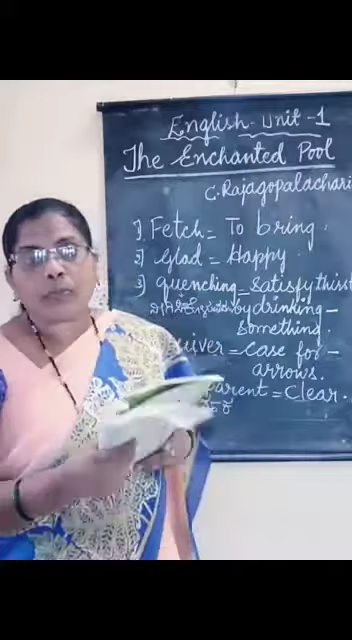 English - Unit - 1
The Enchanted Pool
C. Rajagopalachari
1) Fetch = To bring.
2) Glad = Happy
3) quenching = Satisfy thirst
by drinking -
something.
= case for -
arrows.
= Clear.